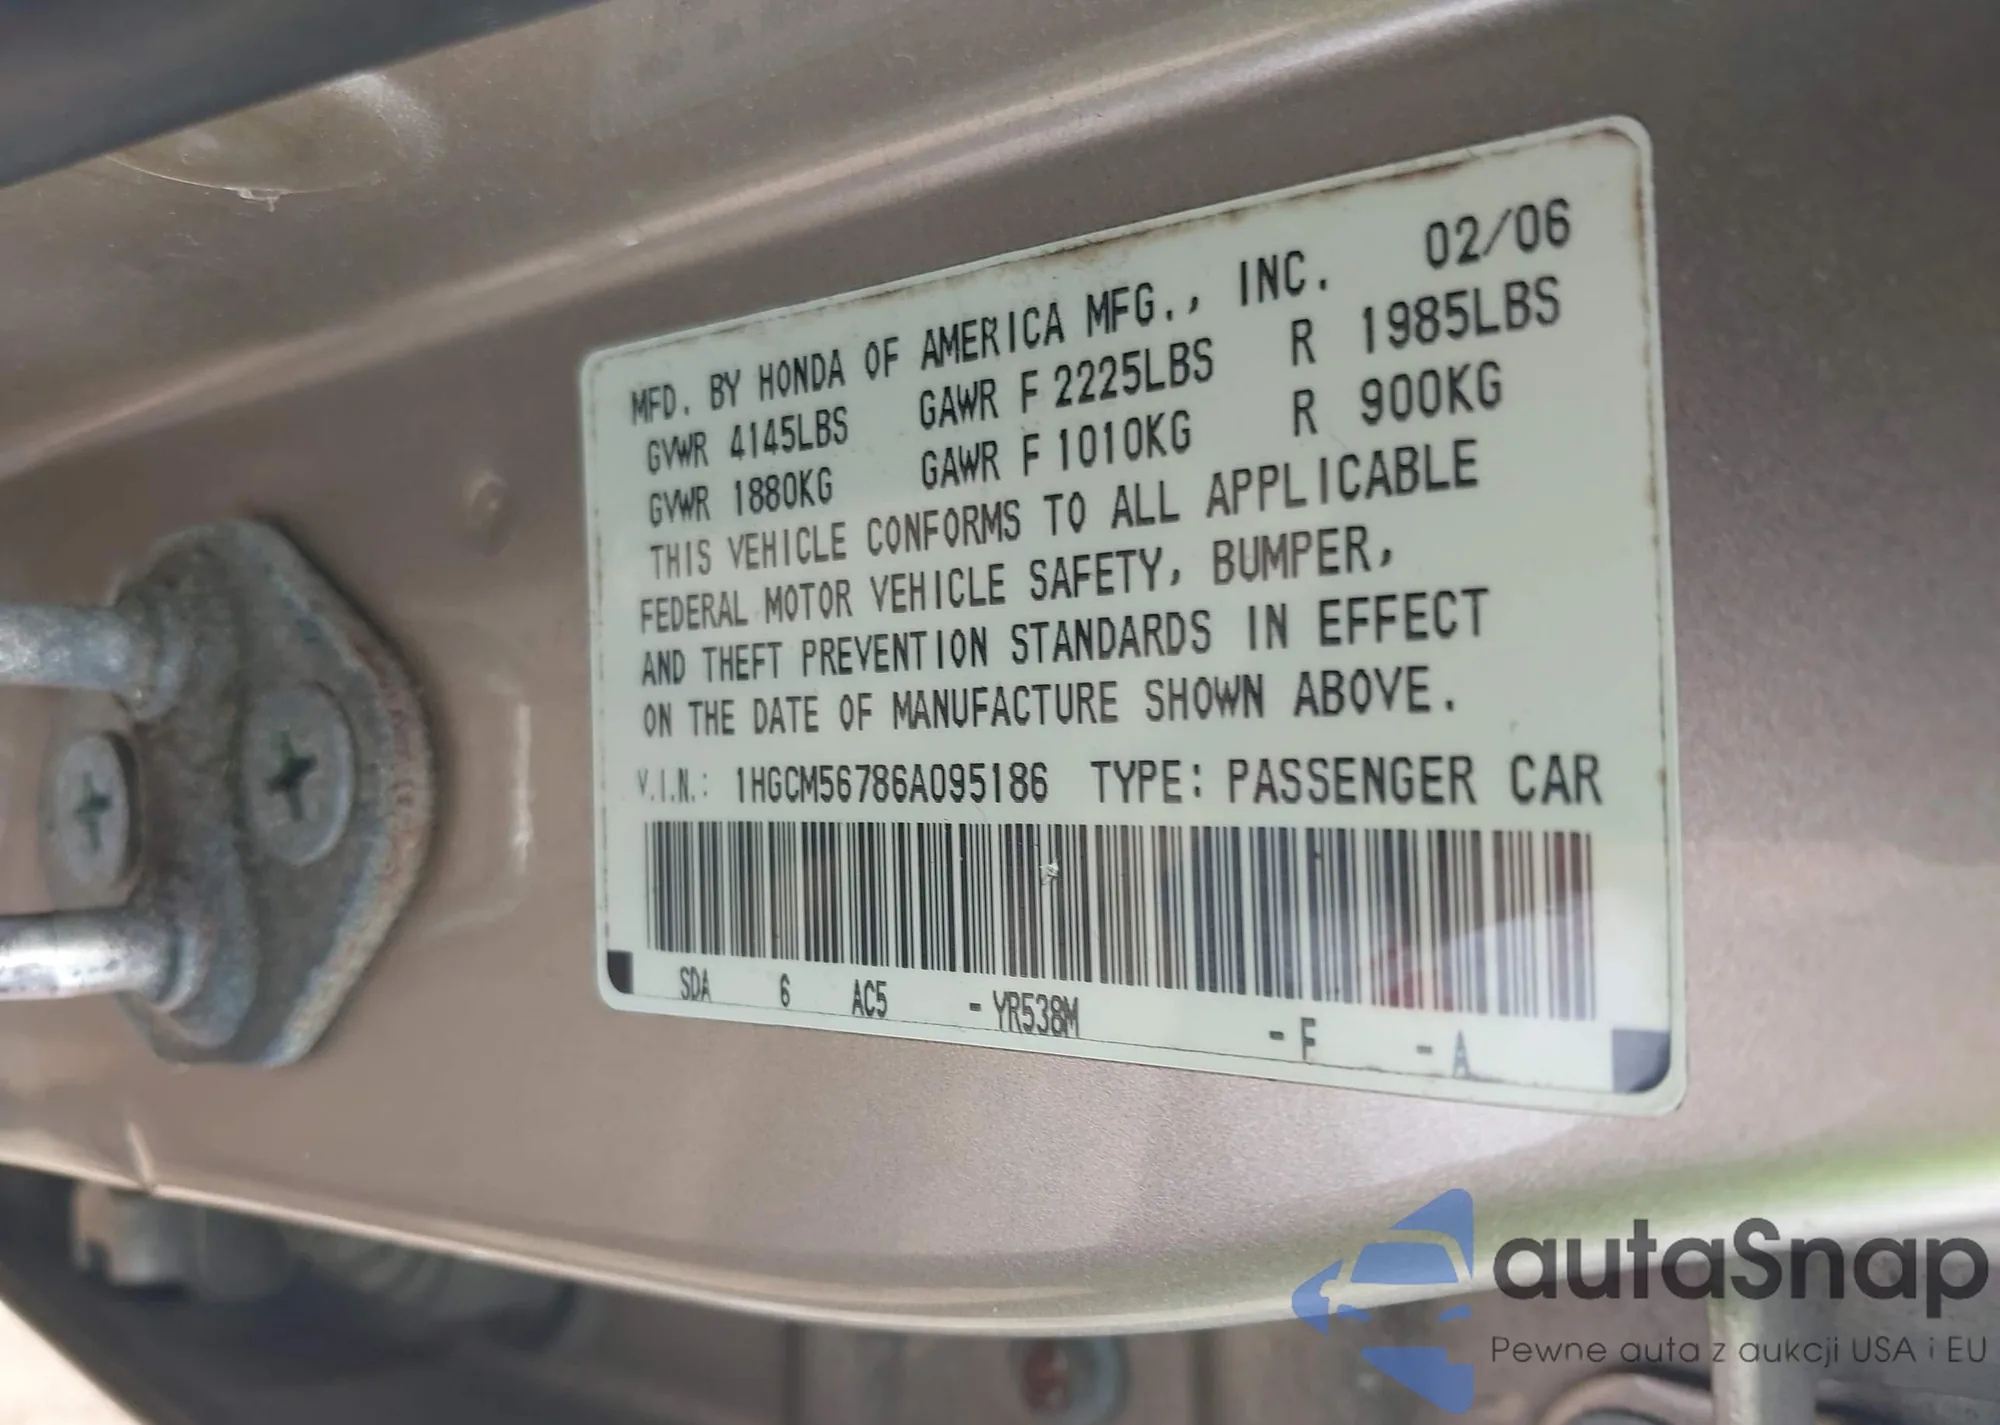 MFD. BY HONDA OF AMERICA MFG., INC. 02/06
GVWR 4145LBS GAWR F 2225LBS R 1985LBS
GVWR 1880KG GAWR F 1010KG R 900KG
THIS VEHICLE CONFORMS TO ALL APPLICABLE
FEDERAL MOTOR VEHICLE SAFETY, BUMPER,
AND THEFT PREVENTION STANDARDS IN EFFECT
ON THE DATE OF MANUFACTURE SHOWN ABOVE.
V.I.N.: 1HGCM56786A095186 TYPE: PASSENGER CAR
SDA 6 AC5 - YR538M - F - A
autaSnap
Pewne auta z aukcji USA i EU